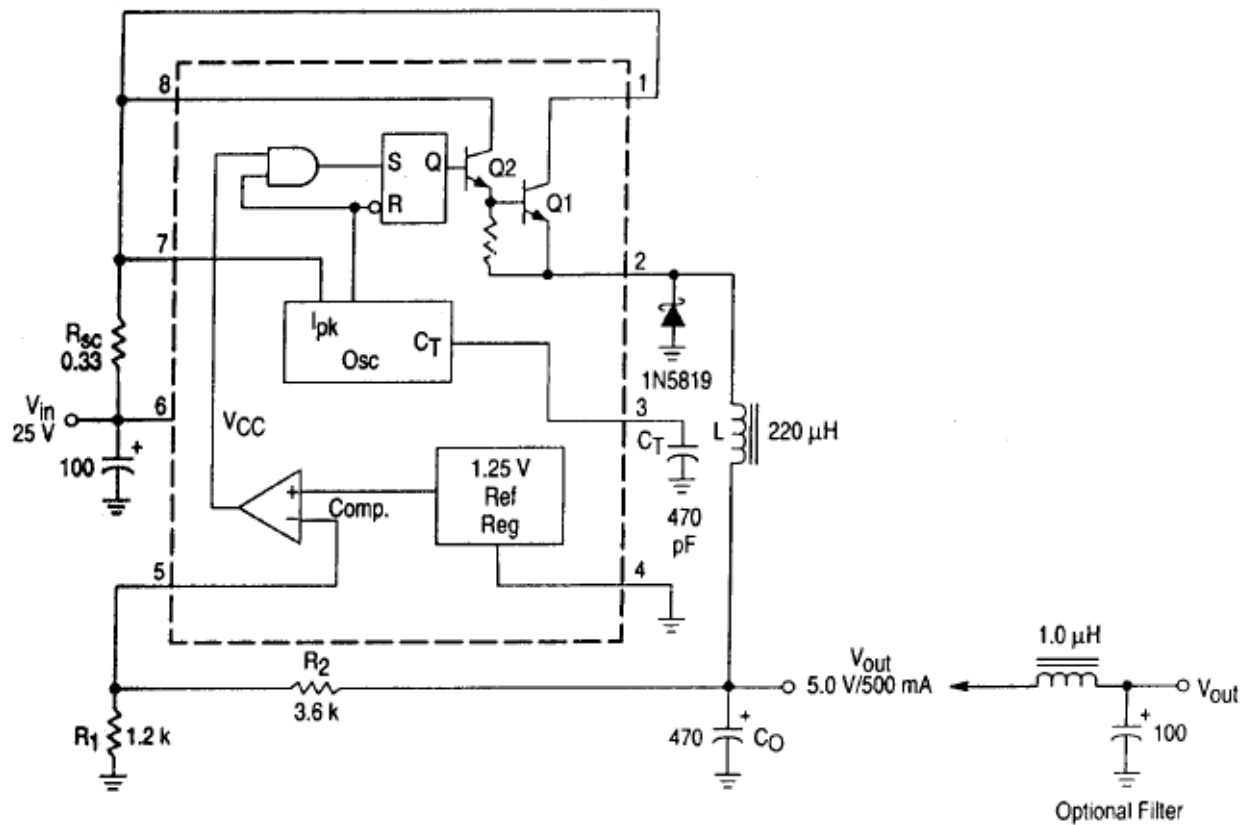 8
1
S Q
R
Q2
Q1
7
2
Ipk
Osc
CT
Rsc
0.33
1N5819
Vin
25 V
6
VCC
3
CT
L
220 µH
100
+
1.25 V
Ref
Reg
+
−
Comp.
470
pF
5
4
R2
3.6 k
Vout
5.0 V/500 mA
1.0 µH
Vout
R1
1.2 k
470
+
CO
+
100
Optional Filter